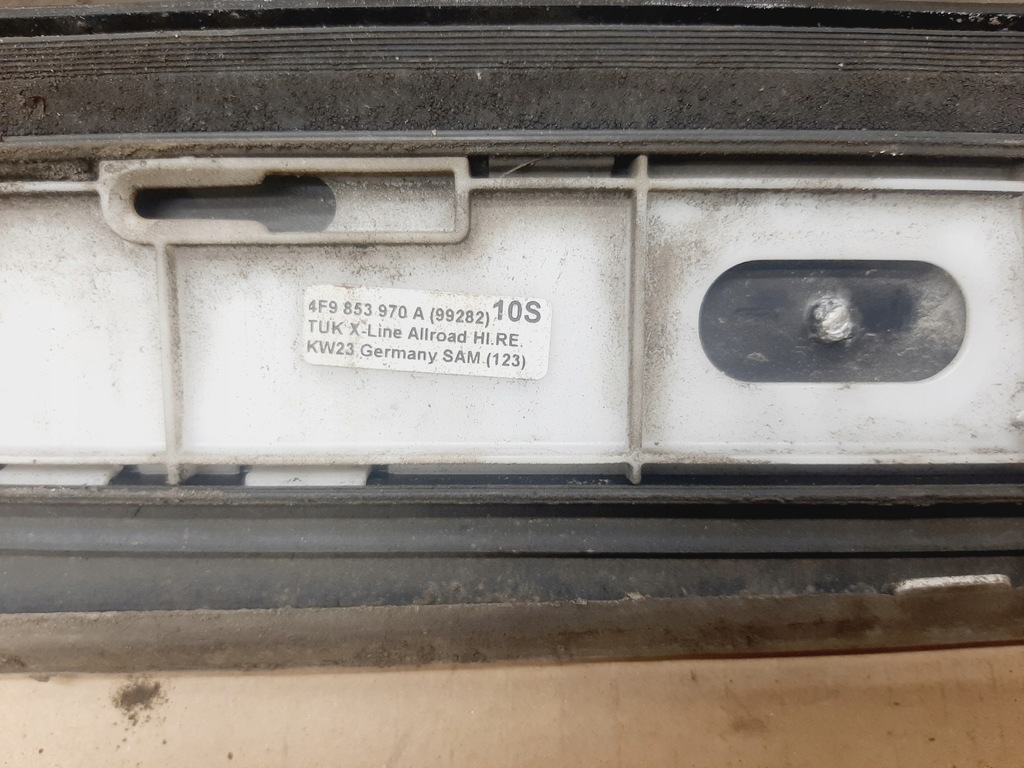 4F9 853 970 A (99282) 10S
TUK X-Line Allroad HI.RE.
KW23 Germany SAM (123)